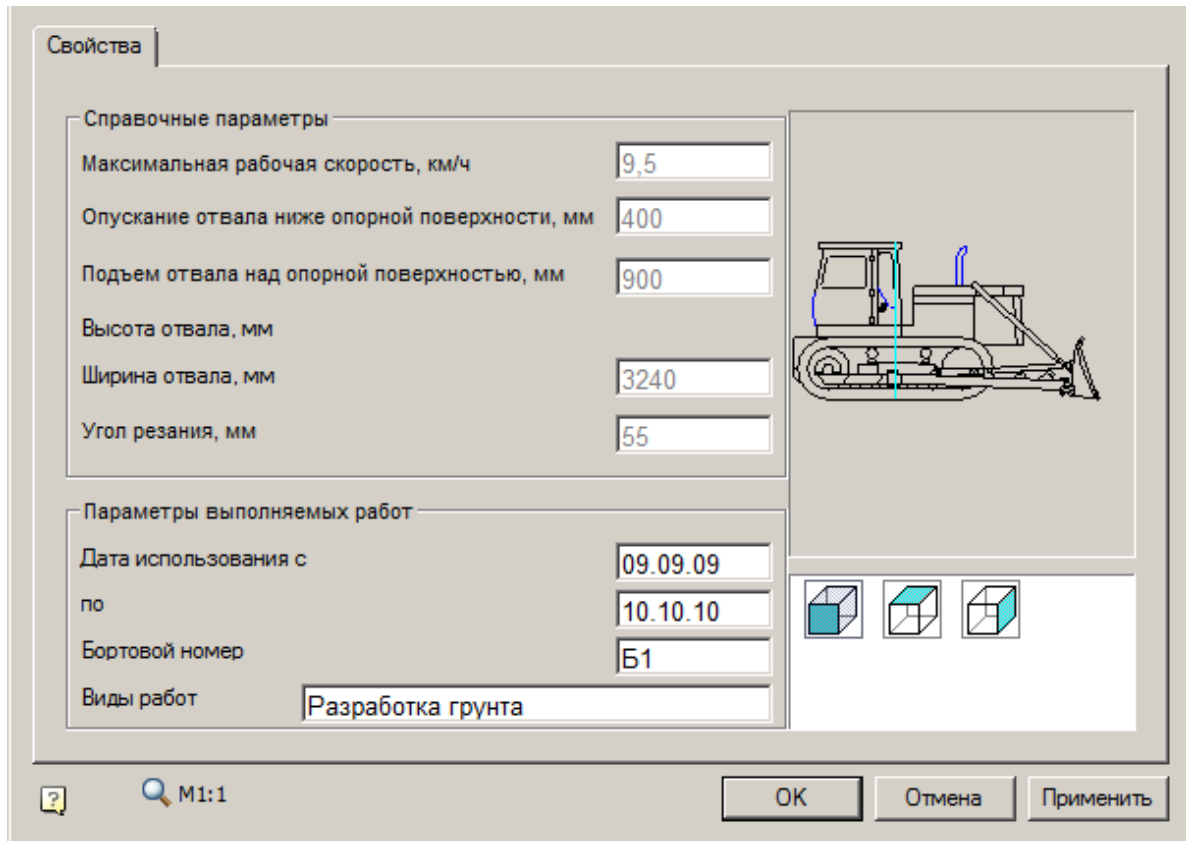 Свойства
Справочные параметры
Максимальная рабочая скорость, км/ч 9,5
Опускание отвала ниже опорной поверхности, мм 400
Подъем отвала над опорной поверхностью, мм 900
Высота отвала, мм
Ширина отвала, мм 3240
Угол резания, мм 55
Параметры выполняемых работ
Дата использования с 09.09.09
по 10.10.10
Бортовой номер Б1
Виды работ Разработка грунта
? М1:1 OK Отмена Применить